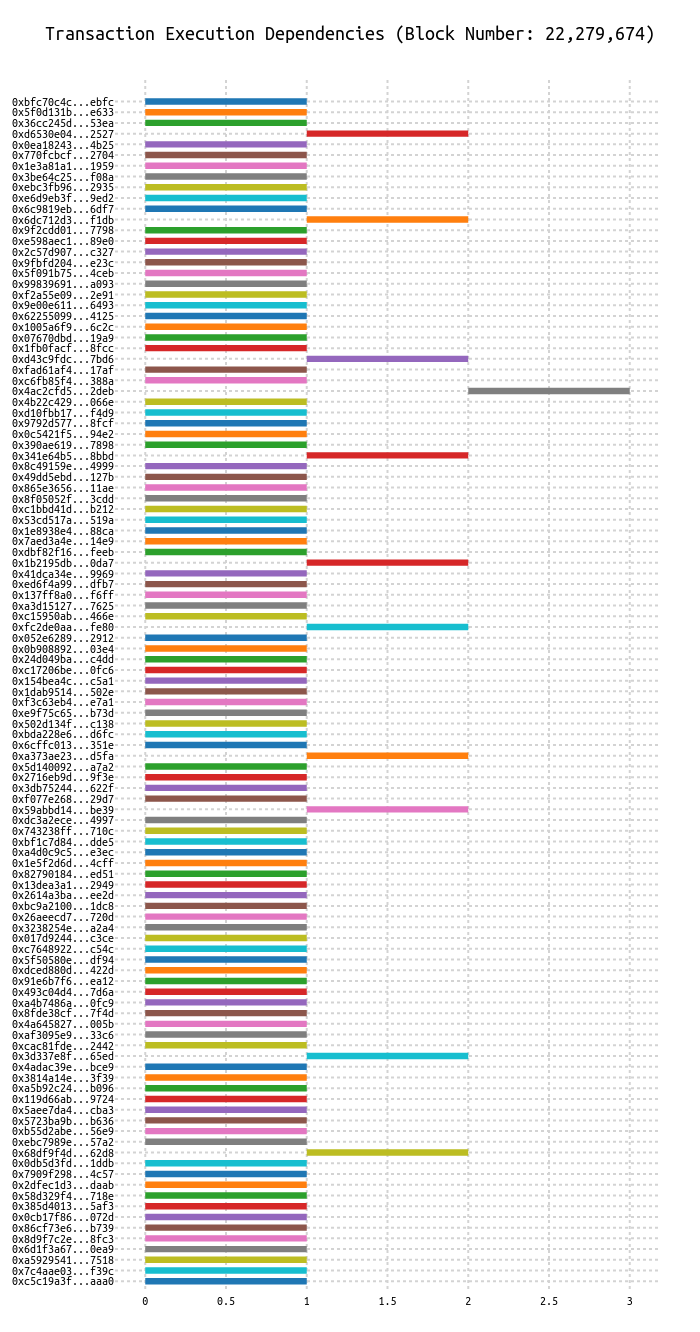 Transaction Execution Dependencies (Block Number: 22,279,674)
0xbfc70c4c...ebfc
0x5f0d131b...e633
0x36cc245d...53ea
0xd6530e04...2527
0x0ea18243...4b25
0x770fcbcf...2704
0x1e3a81a1...1959
0x3be64c25...f08a
0xebc3fb96...2935
0xe6d9eb3f...9ed2
0x6c9819eb...6df7
0x6dc712d3...f1db
0x9f2cdd01...7798
0xe598aec1...89e0
0x2c57d907...c327
0x9fbfd204...e23c
0x5f091b75...4ceb
0x99839691...a093
0xf2a55e09...2e91
0x9e00e611...6493
0x62255099...4125
0x1005a6f9...6c2c
0x07670dbd...19a9
0x1fb0facf...8fcc
0xd43c9fdc...7bd6
0xfad61af4...17af
0xc6fb85f4...388a
0x4ac2cfd5...2deb
0x4b22c429...066e
0xd10fbb17...f4d9
0x9792d577...8fcf
0x0c5421f5...94e2
0x390ae619...7898
0x341e64b5...8bbd
0x8c49159e...4999
0x49dd5ebd...127b
0x865e3656...11ae
0x8f05052f...3cdd
0xc1bbd41d...b212
0x53cd517a...519a
0x1e8938e4...88ca
0x7aed3a4e...14e9
0xdbf82f16...feeb
0x1b2195db...0da7
0x41dca34e...9969
0xed6f4a99...dfb7
0x137ff8a0...f6ff
0xa3d15127...7625
0xc15950ab...466e
0xfc2de0aa...fe80
0x052e6289...2912
0x0b908892...03e4
0x24d049ba...c4dd
0xc17206be...0fc6
0x154bea4c...c5a1
0x1dab9514...502e
0xf3c63eb4...e7a1
0xe9f75c65...b73d
0x502d134f...c138
0xbda228e6...d6fc
0x6cffc013...351e
0xa373ae23...d5fa
0x5d140092...a7a2
0x2716eb9d...9f3e
0x3db75244...622f
0xf077e268...29d7
0x59abbd14...be39
0xdc3a2ece...4997
0x743238ff...710c
0xbf1c7d84...dde5
0xa4d0c9c5...e3ec
0x1e5f2d6d...4cff
0x82790184...ed51
0x13dea3a1...2949
0x2614a3ba...ee2d
0xbc9a2100...1dc8
0x26aeecd7...720d
0x3238254e...a2a4
0x017d9244...c3ce
0xc7648922...c54c
0x5f50580e...df94
0xdced880d...422d
0x91e6b7f6...ea12
0x493c04d4...7d6a
0xa4b7486a...0fc9
0x8fde38cf...7f4d
0x4a645827...005b
0xaf3095e9...33c6
0xcac81fde...2442
0x3d337e8f...65ed
0x4adac39e...bce9
0x3814a14e...3f39
0xa5b92c24...b096
0x119d66ab...9724
0x5aee7da4...cba3
0x5723ba9b...b636
0xb55d2abe...56e9
0xebc7989e...57a2
0x68df9f4d...62d8
0x0db5d3fd...1ddb
0x7909f298...4c57
0x2dfec1d3...daab
0x58d329f4...718e
0x385d4013...5af3
0x0cb17f86...072d
0x86cf73e6...b739
0x8d9f7c2e...8fc3
0x6d1f3a67...0ea9
0xa5929541...7518
0x7c4aae03...f39c
0xc5c19a3f...aaa0
0 0.5 1 1.5 2 2.5 3